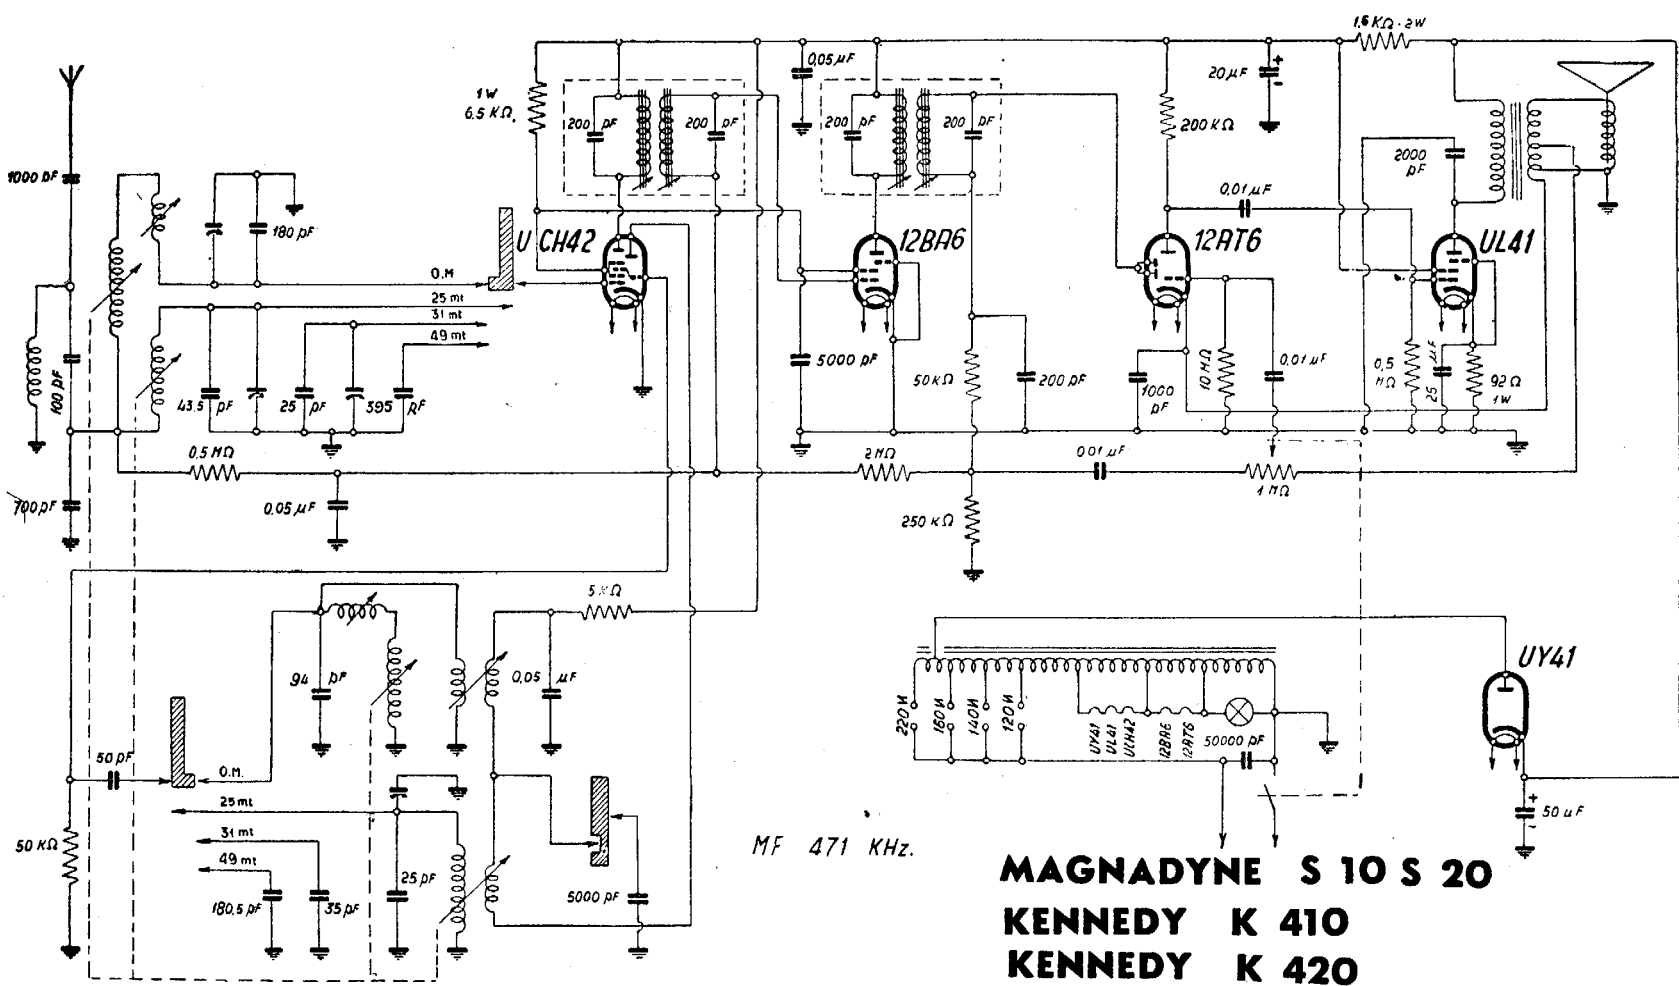 1,6 KΩ - 2W
0,05 µF
1W
6.5 KΩ
20 µF
200 pF
200 pF
200 pF
200
200 KΩ
2000 pF
1000 pF
0,01 µF
180 pF
UCH42
12BA6
12AT6
UL41
O.M
25 mt
31 mt
49 mt
5000 pF
50 KΩ
200 pF
1000 pF
10 MΩ
0,01 µF
0,5 MΩ
25 µF
92 Ω
1W
100 pF
43.5 pF
25 pF
395 pF
0,5 MΩ
2 MΩ
0,01 µF
1 MΩ
700 pF
0,05 µF
250 KΩ
5 KΩ
94 pF
0,05 µF
UY41
220 V
160 V
140 V
120 V
UY41
UL41
UCH42
12BA6
12AT6
50000 pF
50 pF
O.M.
25 mt
31 mt
49 mt
50 KΩ
180,5 pF
35 pF
25 pF
5000 pF
50 µF
MF 471 KHz.
MAGNADYNE S 10 S 20
KENNEDY K 410
KENNEDY K 420